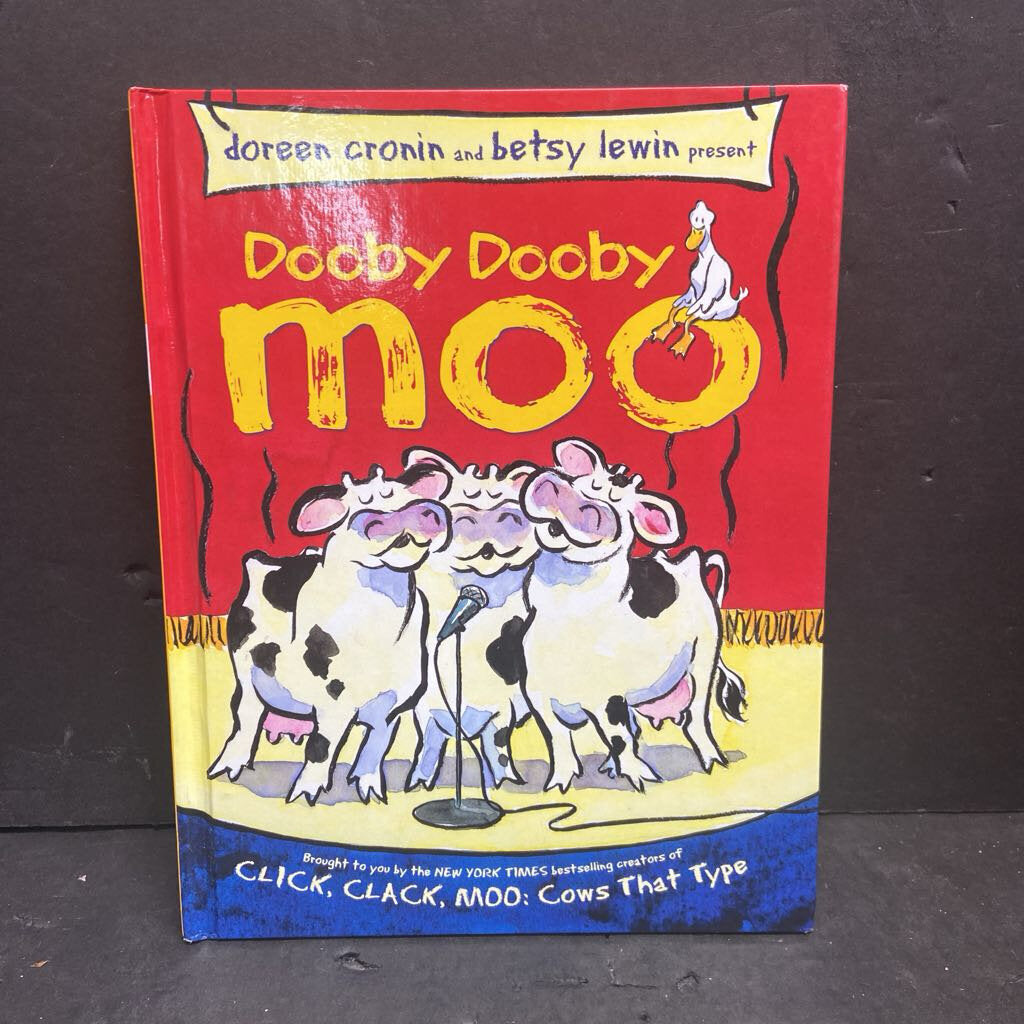 doreen cronin and betsy lewin present
Dooby Dooby
moo
Brought to you by the NEW YORK TIMES bestselling creators of
CLICK, CLACK, MOO: Cows That Type